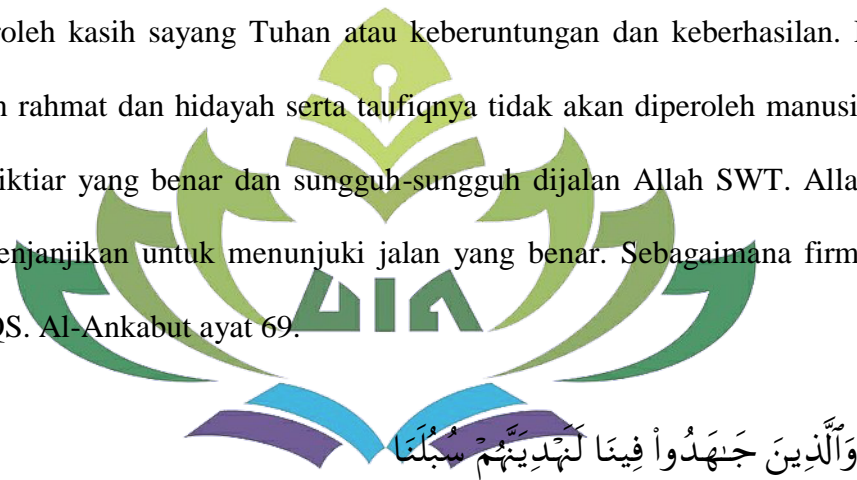 roleh kasih sayang Tuhan atau keberuntungan dan keberhasilan.
rahmat dan hidayah serta taufiqnya tidak akan diperoleh manusi
iktiar yang benar dan sungguh-sungguh dijalan Allah SWT. Alla
enjanjikan untuk menunjuki jalan yang benar. Sebagaimana firm
QS. Al-Ankabut ayat 69.
UIN
وَٱلَّذِينَ جَـٰهَدُوا۟ فِينَا لَنَهۡدِيَنَّهُمۡ سُبُلَنَا